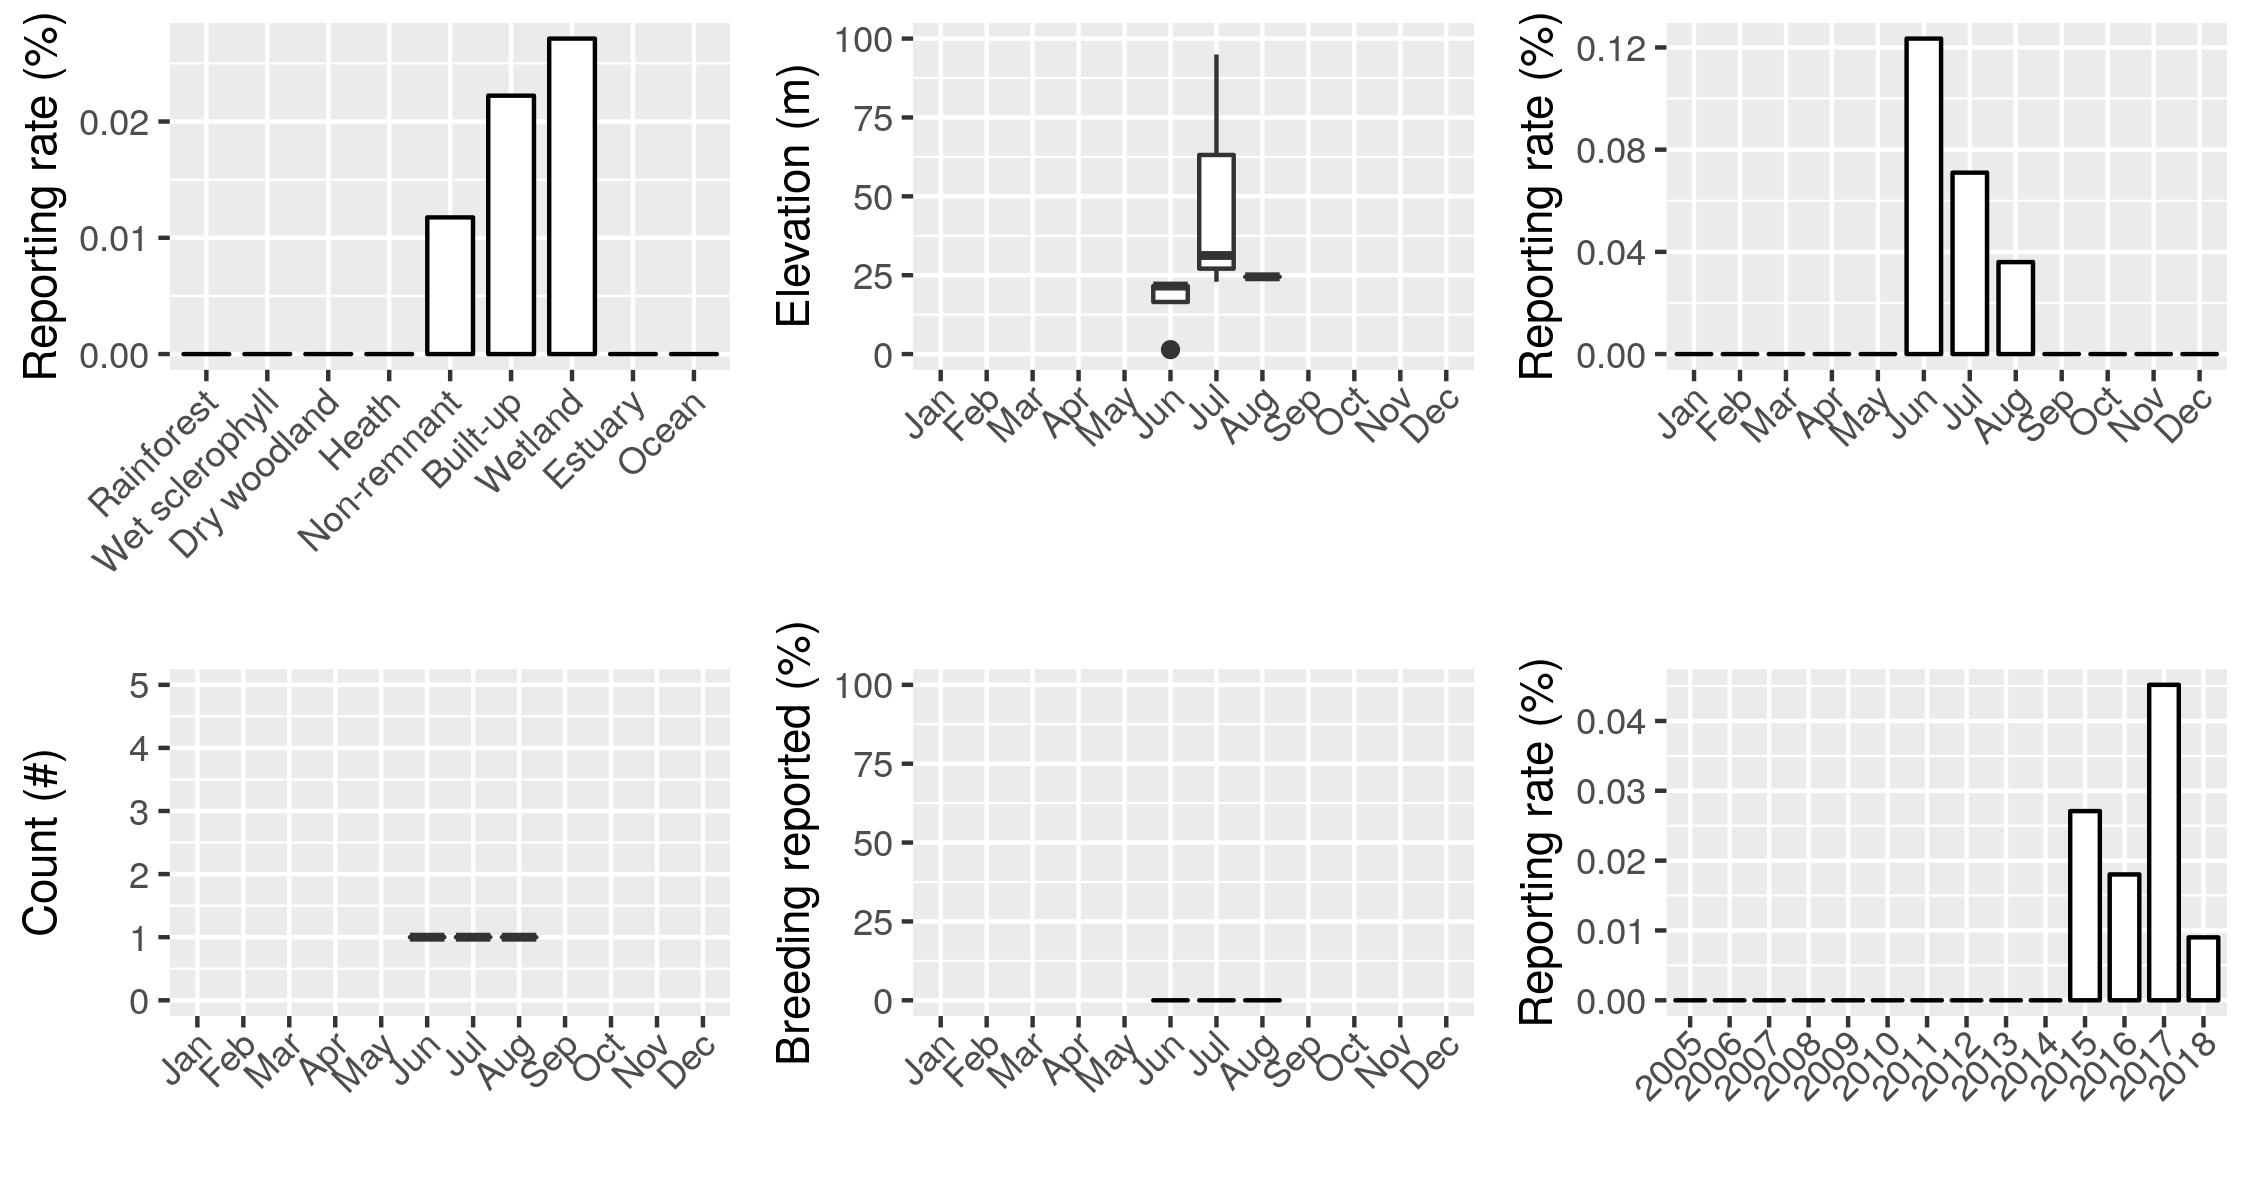 Reporting rate (%)
0.02
0.01
0.00
Rainforest
Wet sclerophyll
Dry woodland
Heath
Non-remnant
Built-up
Wetland
Estuary
Ocean
Elevation (m)
100
75
50
25
0
Jan
Feb
Mar
Apr
May
Jun
Jul
Aug
Sep
Oct
Nov
Dec
Reporting rate (%)
0.12
0.08
0.04
0.00
Jan
Feb
Mar
Apr
May
Jun
Jul
Aug
Sep
Oct
Nov
Dec
Count (#)
5
4
3
2
1
0
Jan
Feb
Mar
Apr
May
Jun
Jul
Aug
Sep
Oct
Nov
Dec
Breeding reported (%)
100
75
50
25
0
Jan
Feb
Mar
Apr
May
Jun
Jul
Aug
Sep
Oct
Nov
Dec
Reporting rate (%)
0.04
0.03
0.02
0.01
0.00
2005
2006
2007
2008
2009
2010
2011
2012
2013
2014
2015
2016
2017
2018